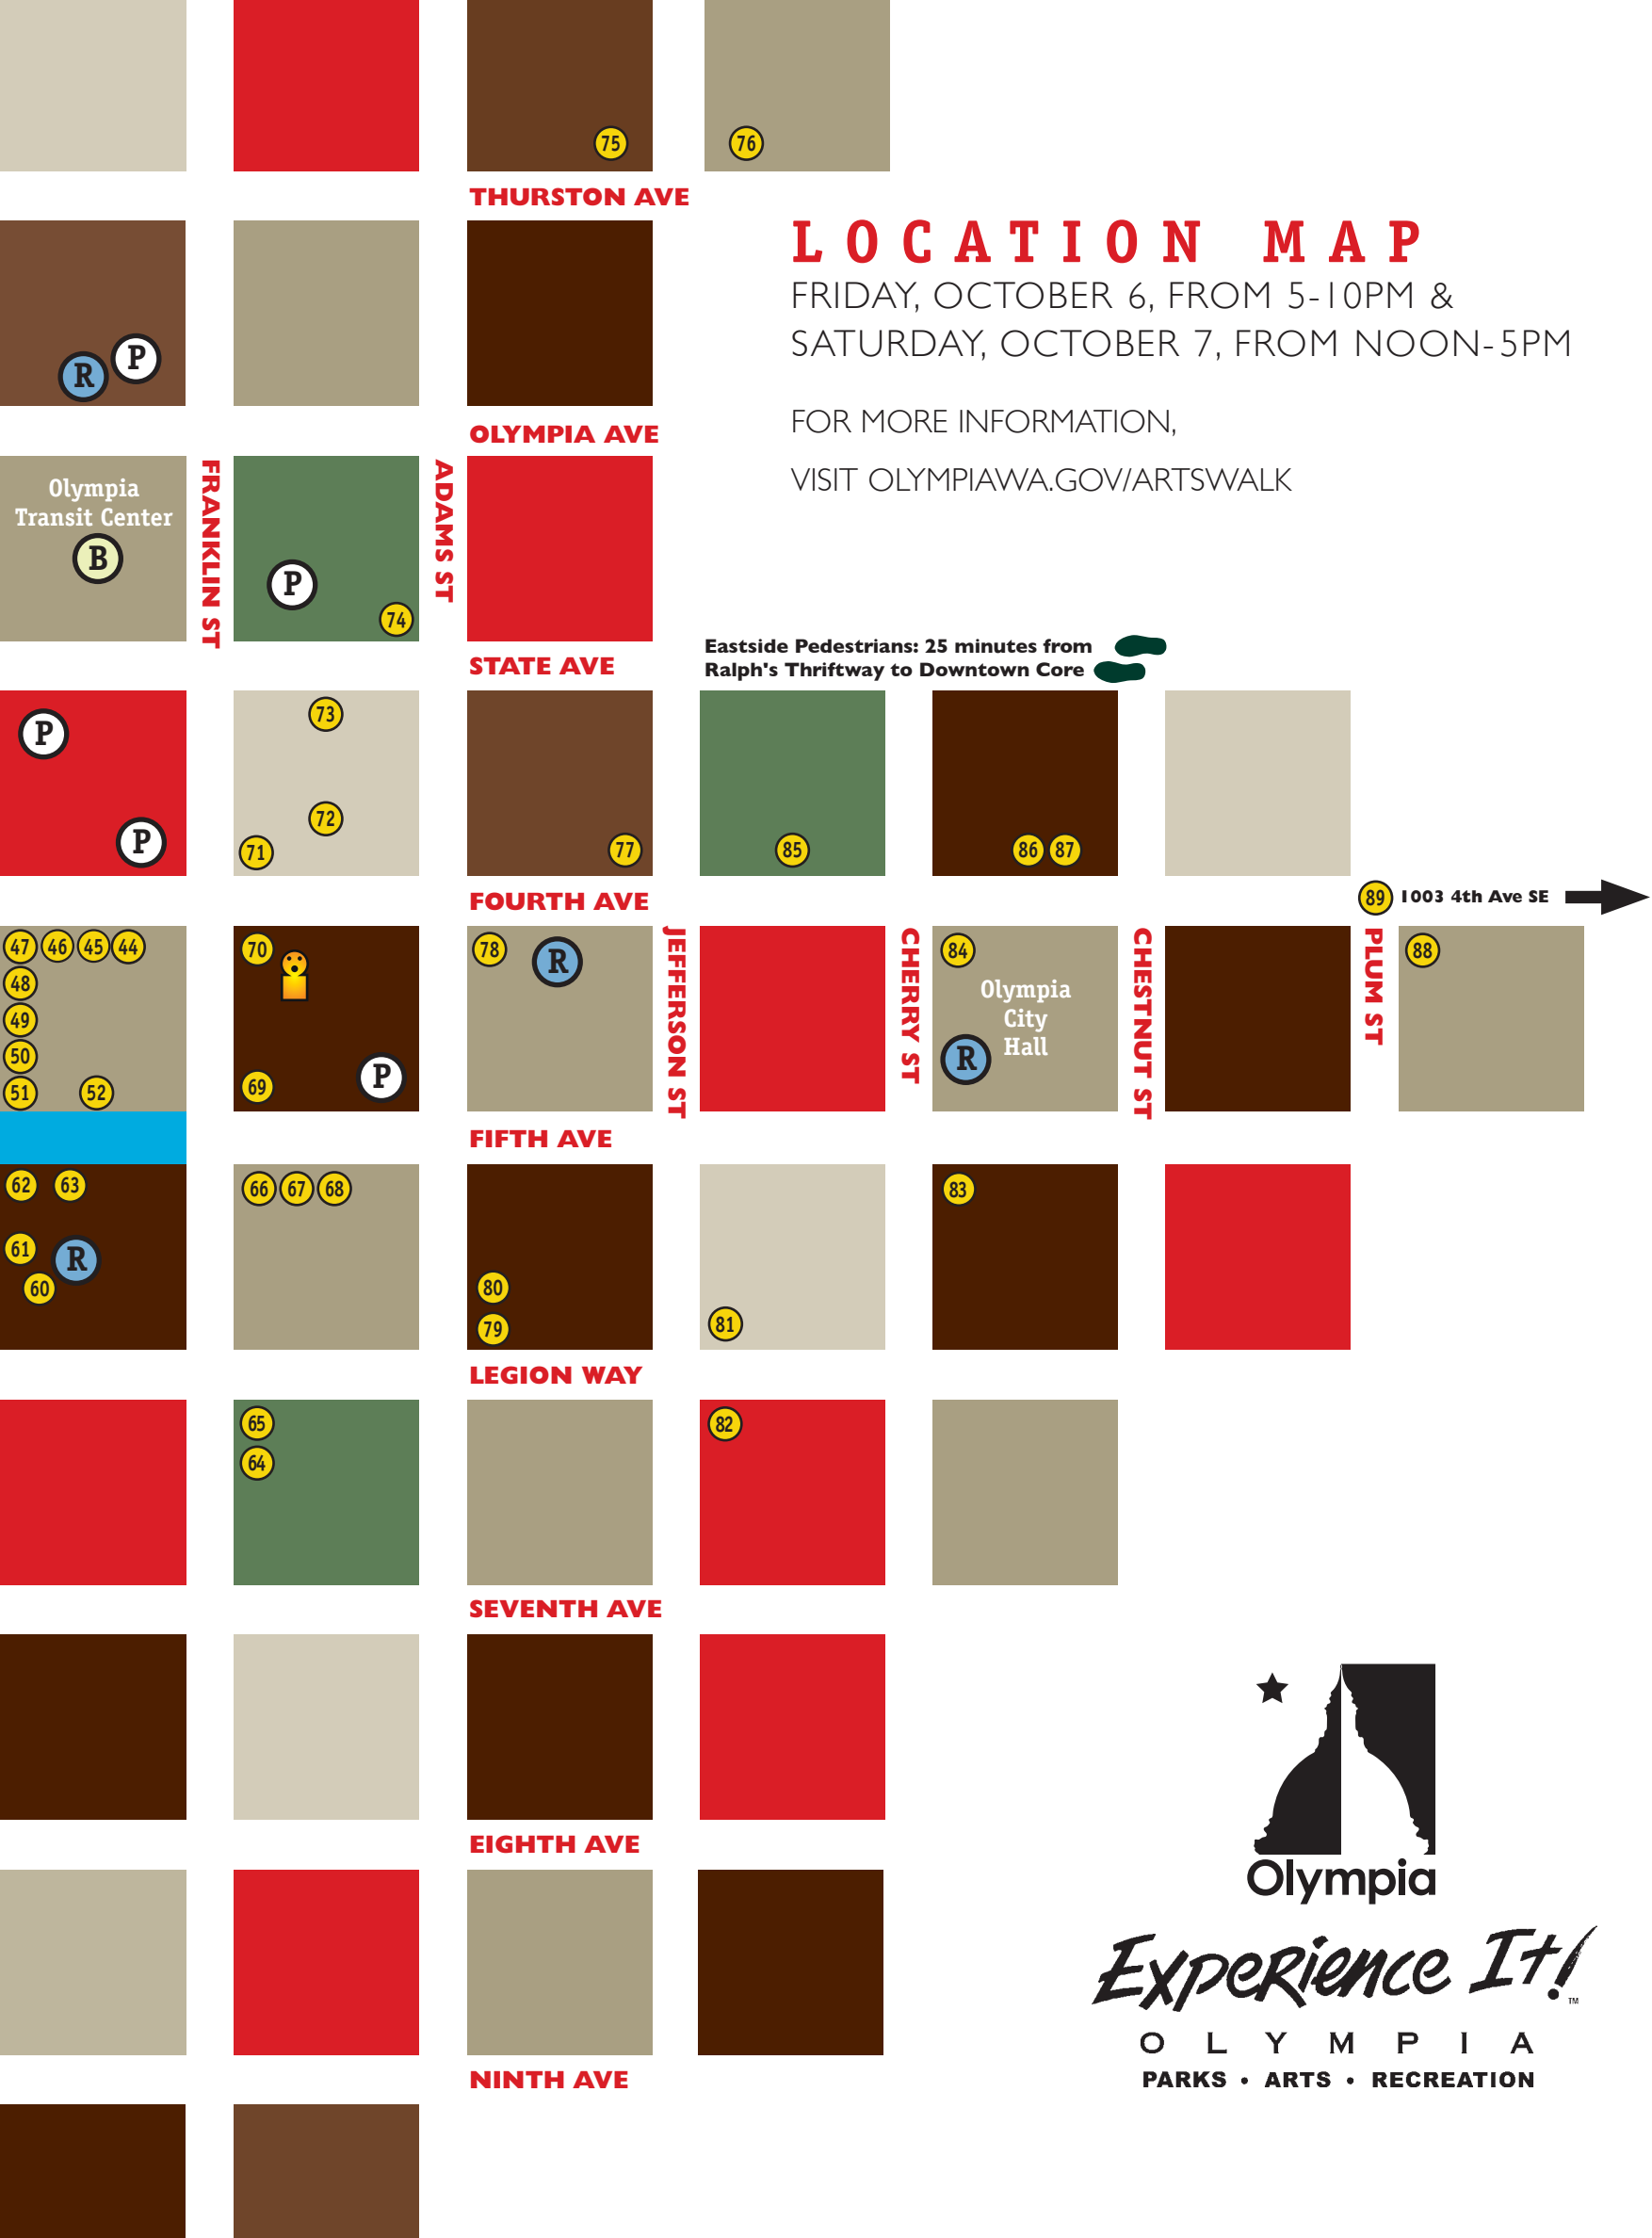 75
76
THURSTON AVE
LOCATION MAP
FRIDAY, OCTOBER 6, FROM 5-10PM &
SATURDAY, OCTOBER 7, FROM NOON-5PM
R
P
FOR MORE INFORMATION,
VISIT OLYMPIAWA.GOV/ARTSWALK
OLYMPIA AVE
Olympia
Transit Center
B
FRANKLIN ST
P
74
ADAMS ST
Eastside Pedestrians: 25 minutes from
Ralph's Thriftway to Downtown Core
STATE AVE
P
P
73
72
71
77
85
86 87
FOURTH AVE
89 1003 4th Ave SE
47 46 45 44
48
49
50
51 52
70
69
P
78
R
JEFFERSON ST
CHERRY ST
84
Olympia
City
Hall
R
CHESTNUT ST
PLUM ST
88
FIFTH AVE
62 63
61
R
60
66 67 68
80
79
81
83
LEGION WAY
65
64
82
SEVENTH AVE
EIGHTH AVE
Olympia
Experience It!
TM
OLYMPIA
PARKS • ARTS • RECREATION
NINTH AVE